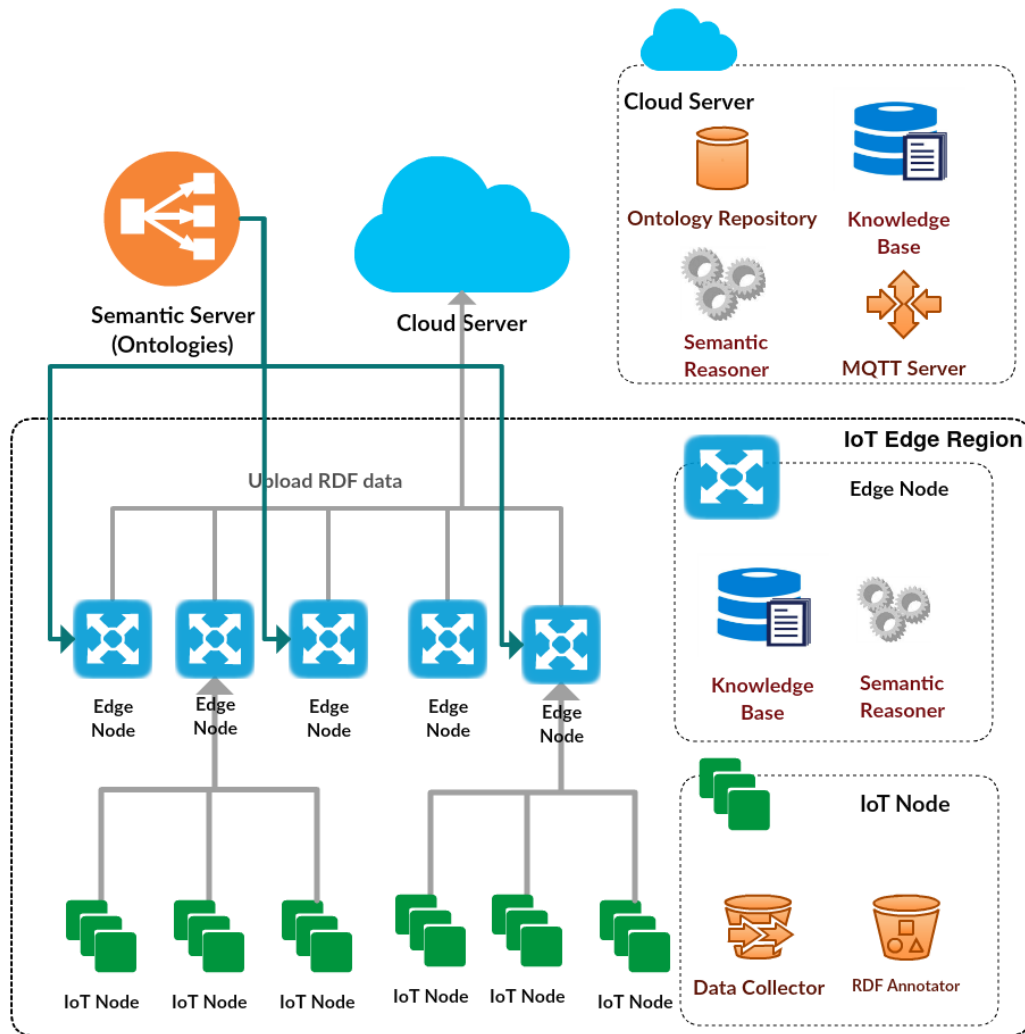 Cloud Server
Ontology Repository
Knowledge
Base
Semantic
Reasoner
MQTT Server
Semantic Server
(Ontologies)
Cloud Server
IoT Edge Region
Upload RDF data
Edge Node
Knowledge
Base
Semantic
Reasoner
Edge
Node
Edge
Node
Edge
Node
Edge
Node
Edge
Node
IoT Node
Data Collector
RDF Annotator
IoT Node
IoT Node
IoT Node
IoT Node
IoT Node
IoT Node